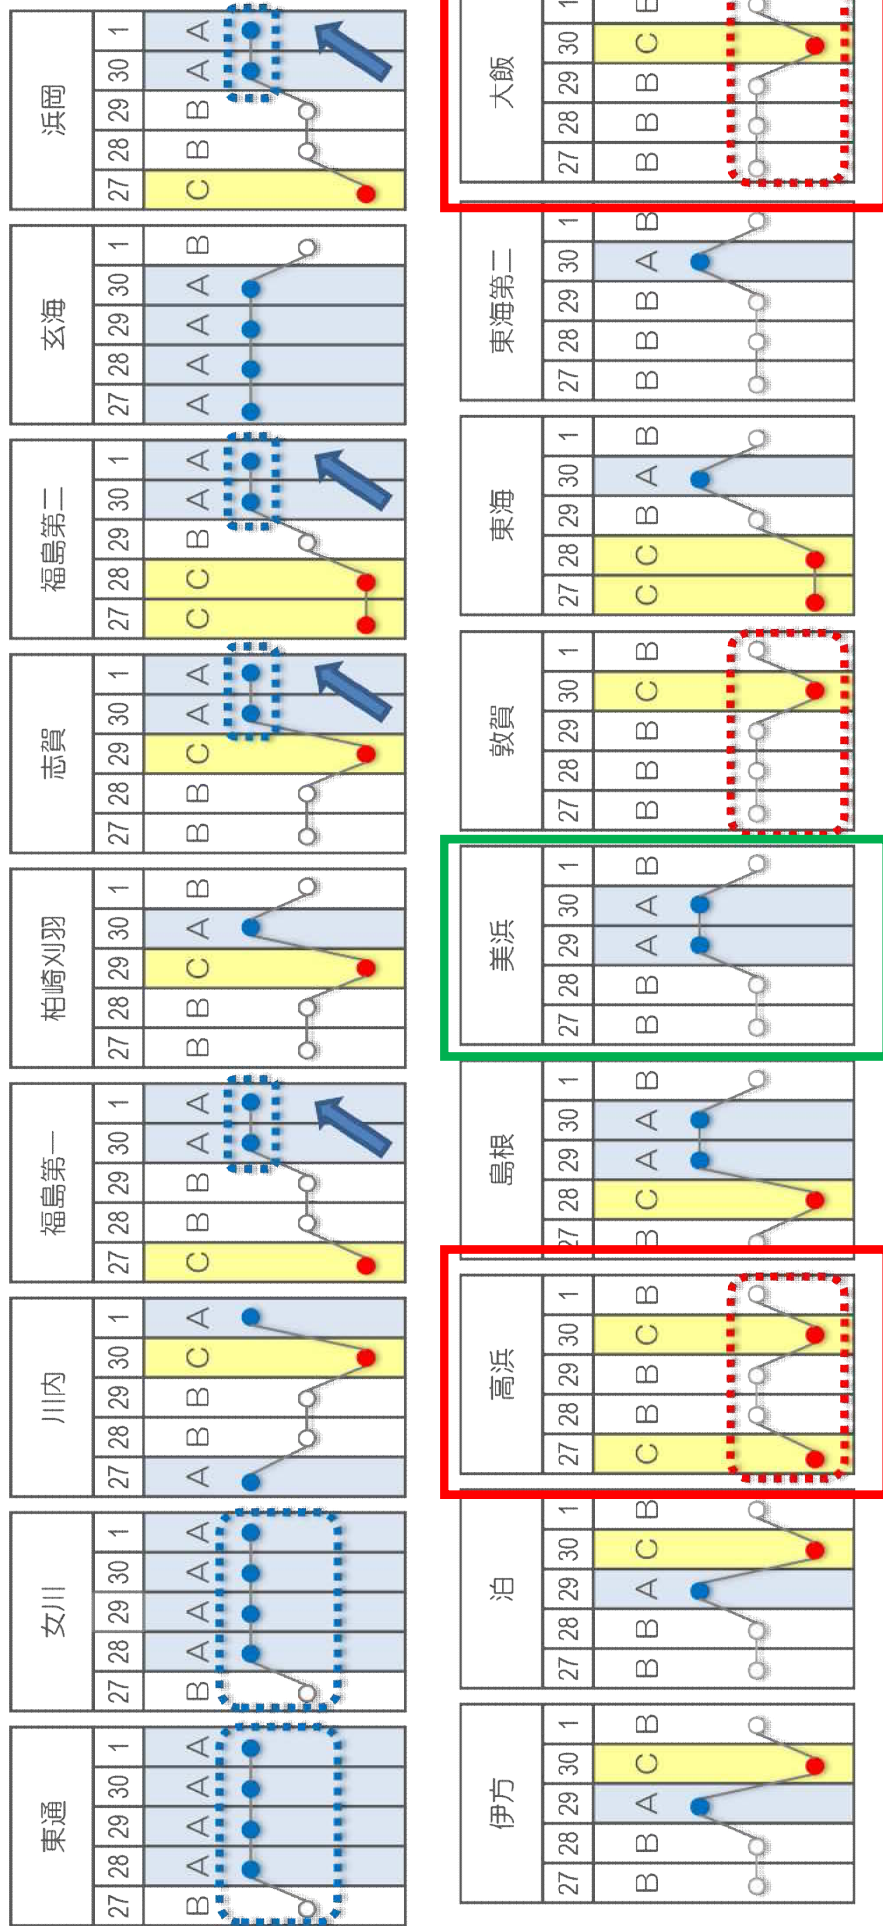 東通
27 28 29 30 1
B A A A A
女川
27 28 29 30 1
B A A A A
川内
27 28 29 30 1
A B B C A
福島第一
27 28 29 30 1
C B B A A
柏崎刈羽
27 28 29 30 1
B B C A B
志賀
27 28 29 30 1
B B C A A
福島第二
27 28 29 30 1
C C B A A
玄海
27 28 29 30 1
A A A A B
浜岡
27 28 29 30 1
C B B A A
伊方
27 28 29 30 1
B B A C B
泊
27 28 29 30 1
B B A C B
高浜
27 28 29 30 1
C B B C B
島根
27 28 29 30 1
B C A A B
美浜
27 28 29 30 1
B B A A B
敦賀
27 28 29 30 1
B B B C B
東海
27 28 29 30 1
C C B A B
東海第二
27 28 29 30 1
B B B A B
大飯
27 28 29 30 1
B B B C B